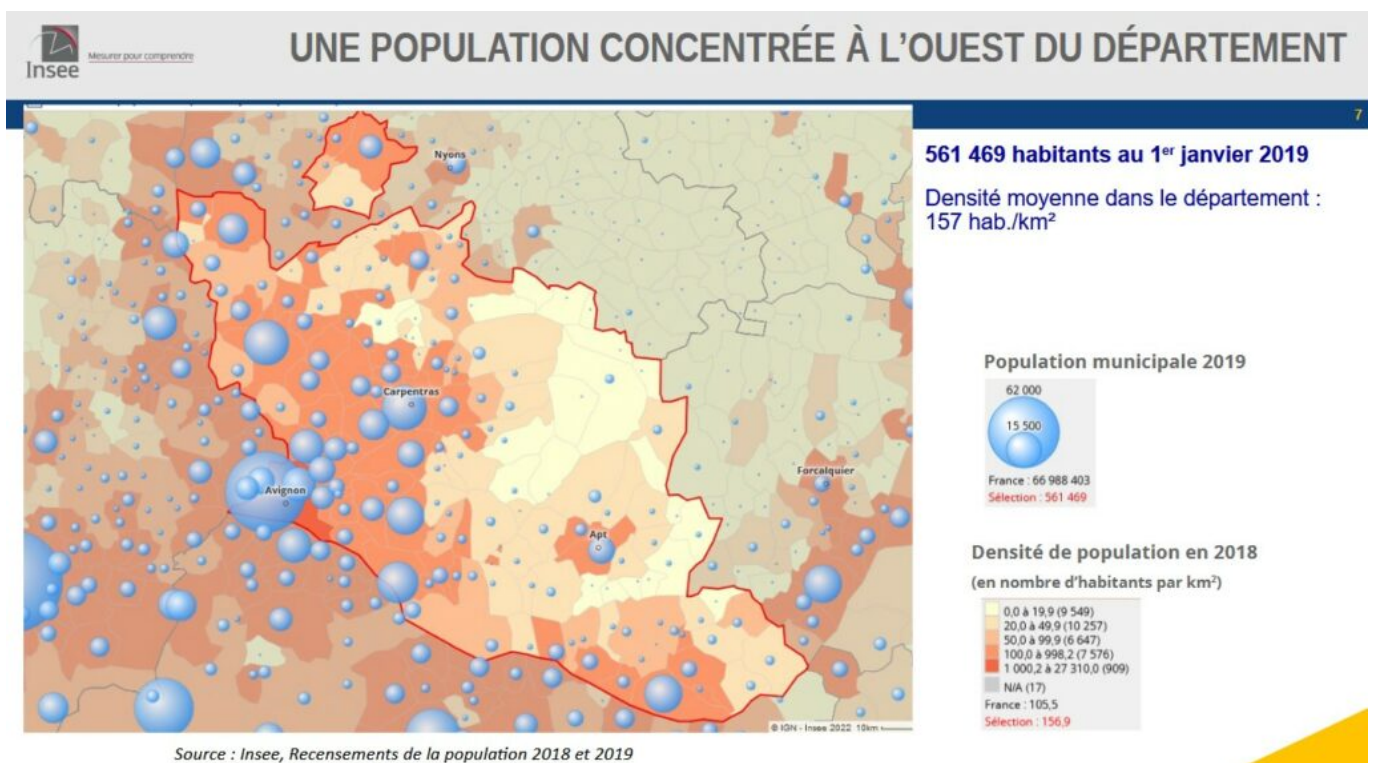 Insee
Mesurer pour comprendre
UNE POPULATION CONCENTRÉE À L'OUEST DU DÉPARTEMENT
7
561 469 habitants au 1er janvier 2019
Densité moyenne dans le département :
157 hab./km²
Nyons
Carpentras
Avignon
Apt
Forcalquier
Population municipale 2019
62 000
15 500
France : 66 988 403
Sélection : 561 469
Densité de population en 2018
(en nombre d'habitants par km²)
0,0 à 19,9 (9 549)
20,0 à 49,9 (10 257)
50,0 à 99,9 (6 647)
100,0 à 998,2 (7 576)
1 000,2 à 27 310,0 (909)
N/A (17)
France : 105,5
Sélection : 156,9
© IGN - Insee 2022 10km
Source : Insee, Recensements de la population 2018 et 2019